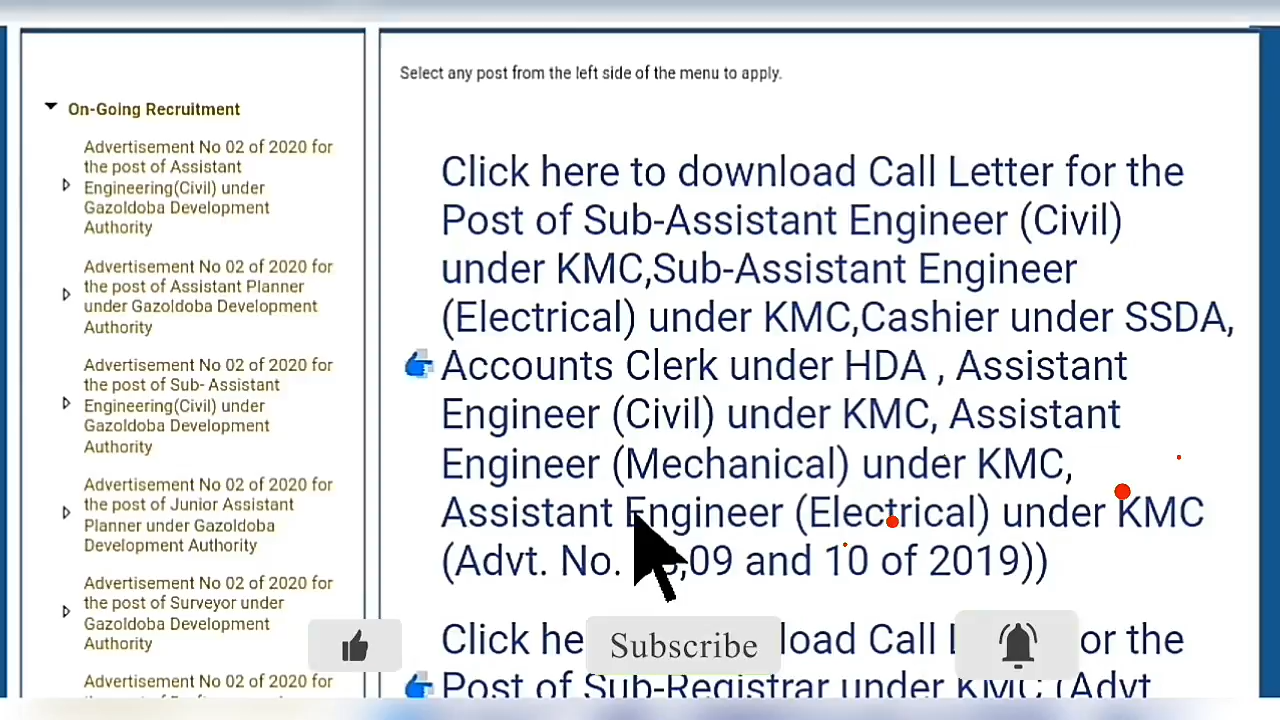 On-Going Recruitment
Advertisement No 02 of 2020 for
the post of Assistant
Engineering(Civil) under
Gazoldoba Development
Authority
Advertisement No 02 of 2020 for
the post of Assistant Planner
under Gazoldoba Development
Authority
Advertisement No 02 of 2020 for
the post of Sub- Assistant
Engineering(Civil) under
Gazoldoba Development
Authority
Advertisement No 02 of 2020 for
the post of Junior Assistant
Planner under Gazoldoba
Development Authority
Advertisement No 02 of 2020 for
the post of Surveyor under
Gazoldoba Development
Authority
Advertisement No 02 of 2020 for
Select any post from the left side of the menu to apply.
Click here to download Call Letter for the
Post of Sub-Assistant Engineer (Civil)
under KMC,Sub-Assistant Engineer
(Electrical) under KMC,Cashier under SSDA,
Accounts Clerk under HDA , Assistant
Engineer (Civil) under KMC, Assistant
Engineer (Mechanical) under KMC,
Assistant Engineer (Electrical) under KMC
(Advt. No. ,09 and 10 of 2019))
Click Call the
Post of Sub-Registrar under KMC (Advt
Subscribe